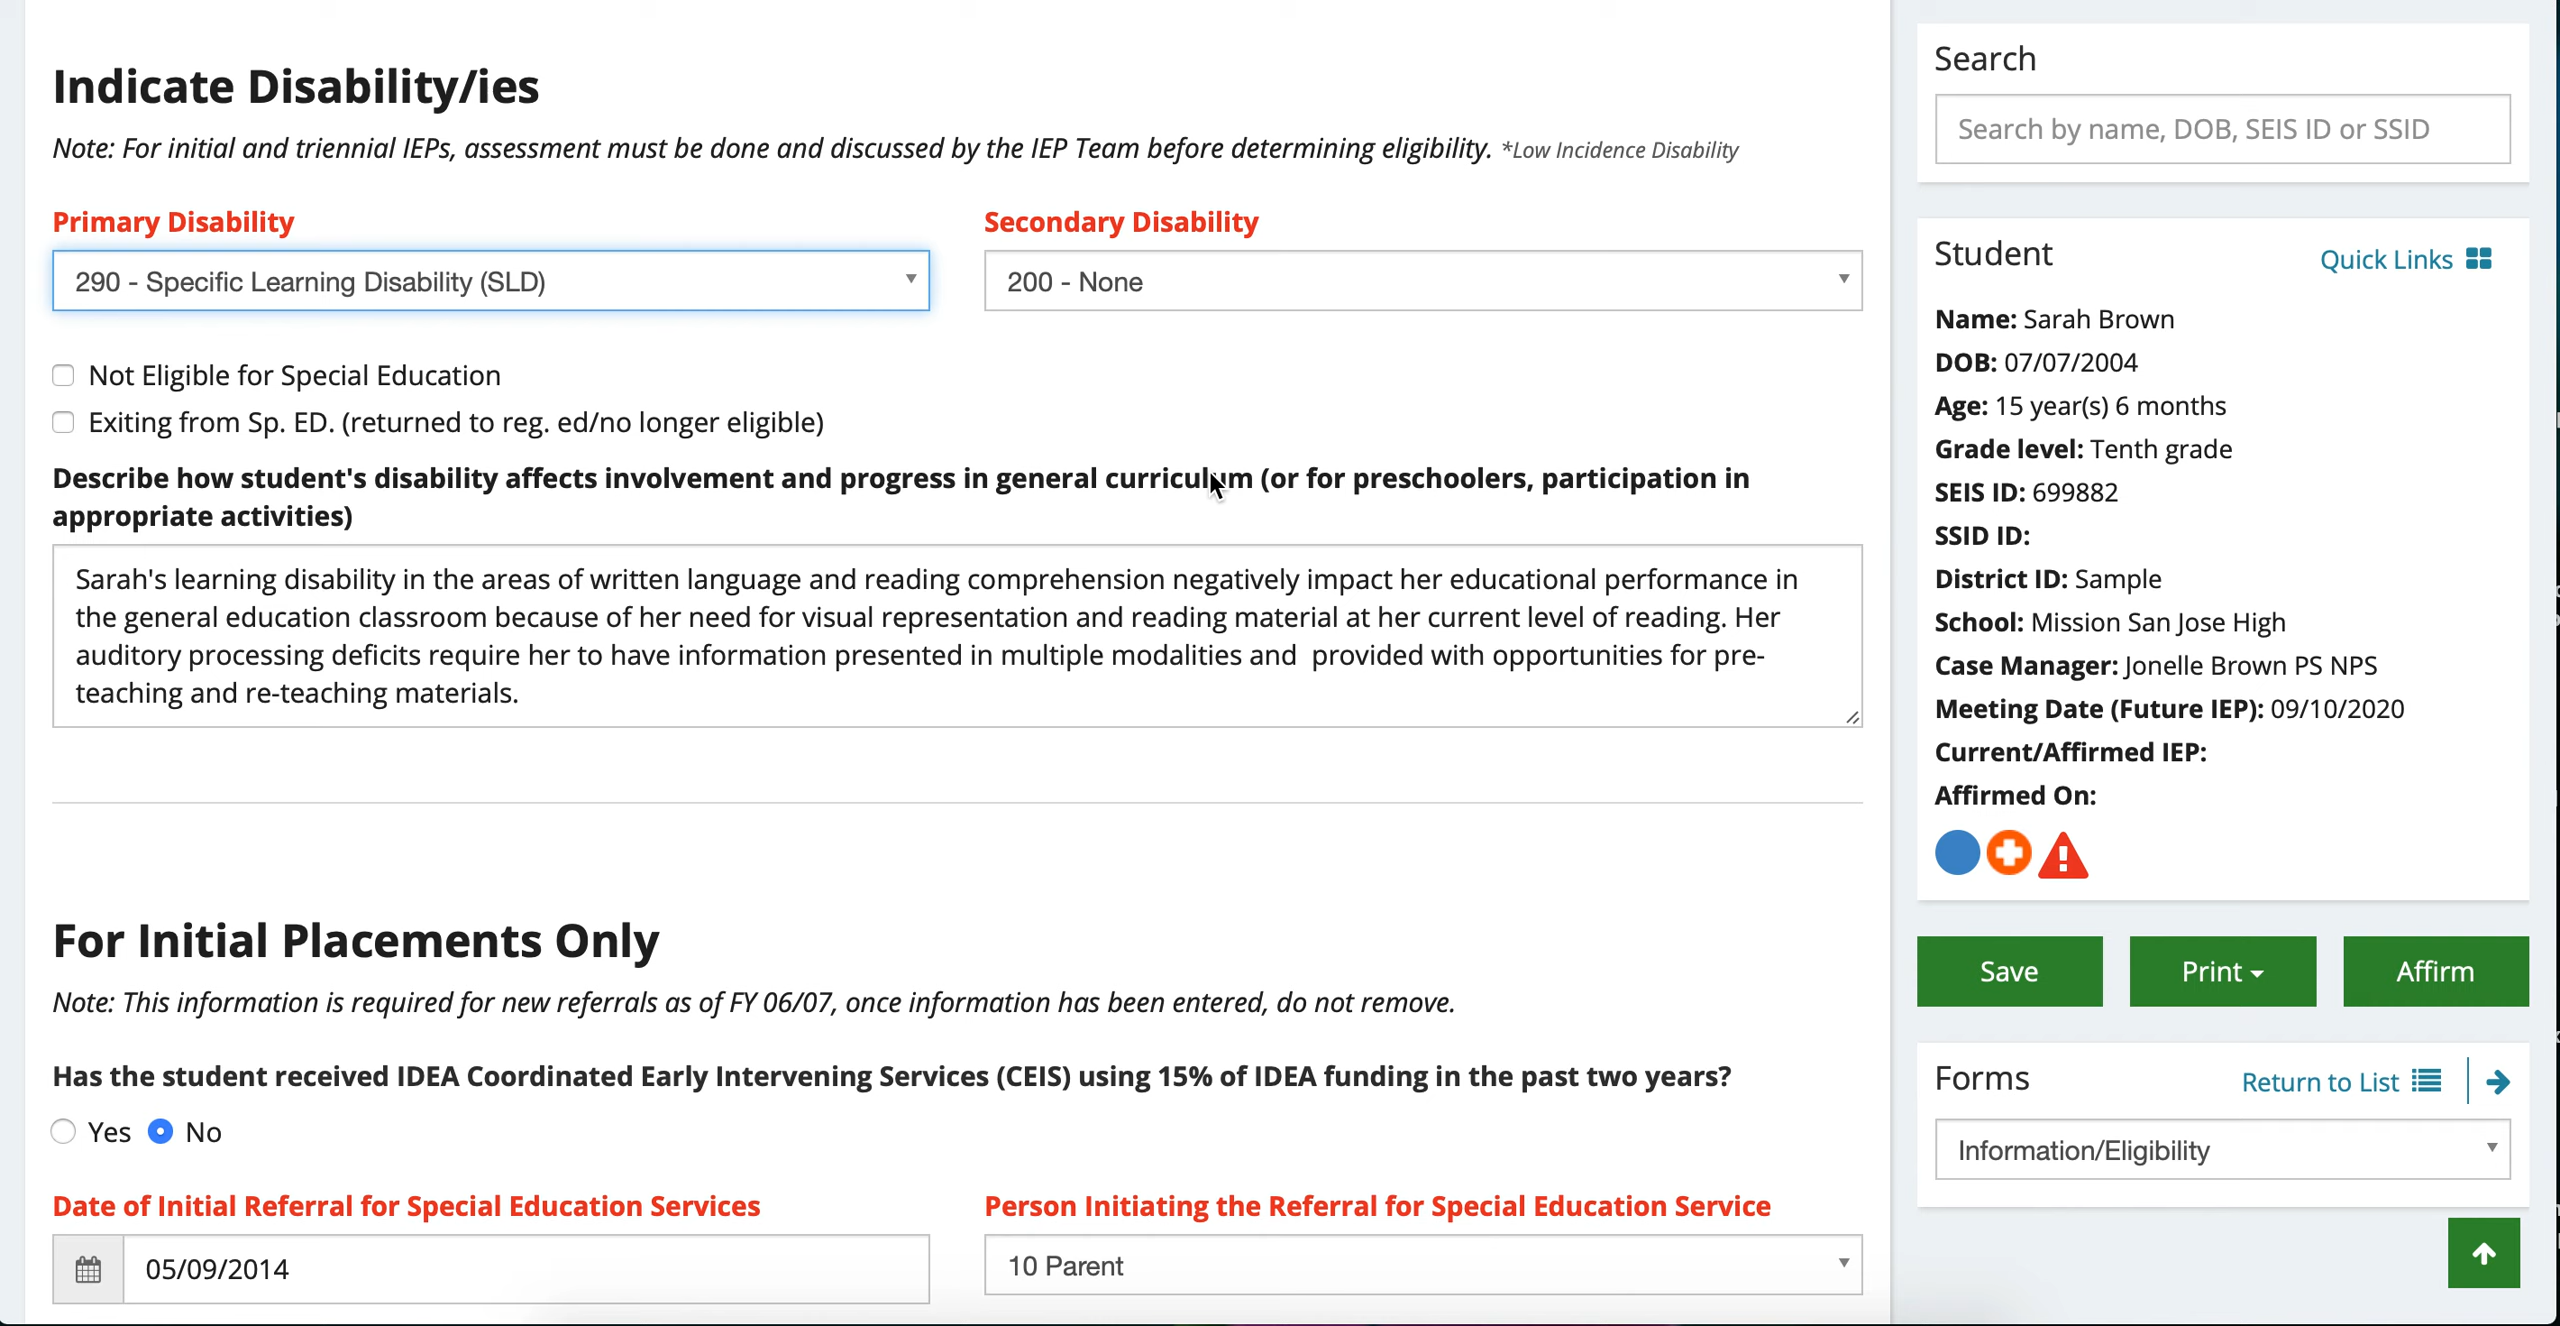 Indicate Disability/ies
Note: For initial and triennial IEPs, assessment must be done and discussed by the IEP Team before determining eligibility. *Low Incidence Disability
Primary Disability
290 - Specific Learning Disability (SLD)
Secondary Disability
200 - None
Not Eligible for Special Education
Exiting from Sp. ED. (returned to reg. ed/no longer eligible)
Describe how student's disability affects involvement and progress in general curriculum (or for preschoolers, participation in
appropriate activities)
Sarah's learning disability in the areas of written language and reading comprehension negatively impact her educational performance in
the general education classroom because of her need for visual representation and reading material at her current level of reading. Her
auditory processing deficits require her to have information presented in multiple modalities and  provided with opportunities for pre-
teaching and re-teaching materials.
For Initial Placements Only
Note: This information is required for new referrals as of FY 06/07, once information has been entered, do not remove.
Has the student received IDEA Coordinated Early Intervening Services (CEIS) using 15% of IDEA funding in the past two years?
Yes No
Date of Initial Referral for Special Education Services
05/09/2014
Person Initiating the Referral for Special Education Service
10 Parent
Search
Search by name, DOB, SEIS ID or SSID
Student
Quick Links
Name: Sarah Brown
DOB: 07/07/2004
Age: 15 year(s) 6 months
Grade level: Tenth grade
SEIS ID: 699882
SSID ID:
District ID: Sample
School: Mission San Jose High
Case Manager: Jonelle Brown PS NPS
Meeting Date (Future IEP): 09/10/2020
Current/Affirmed IEP:
Affirmed On:
Save
Print
Affirm
Forms
Return to List
Information/Eligibility